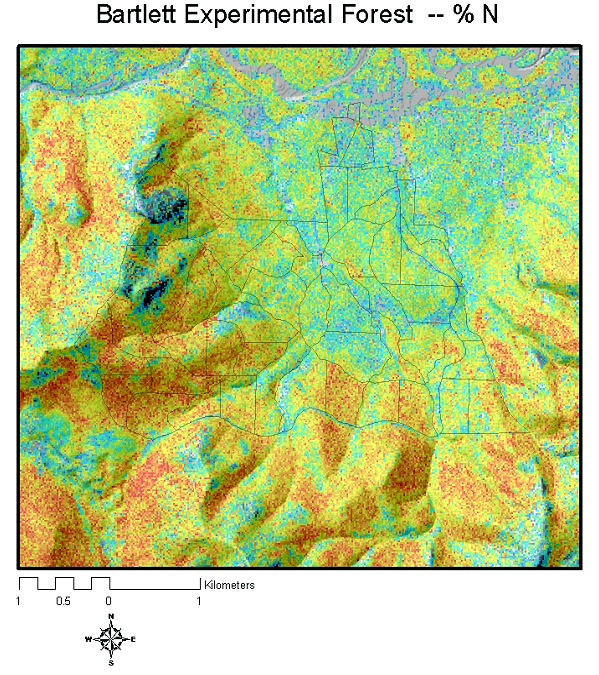 Bartlett Experimental Forest -- % N
Kilometers
1 0.5 0 1
N
W E
S